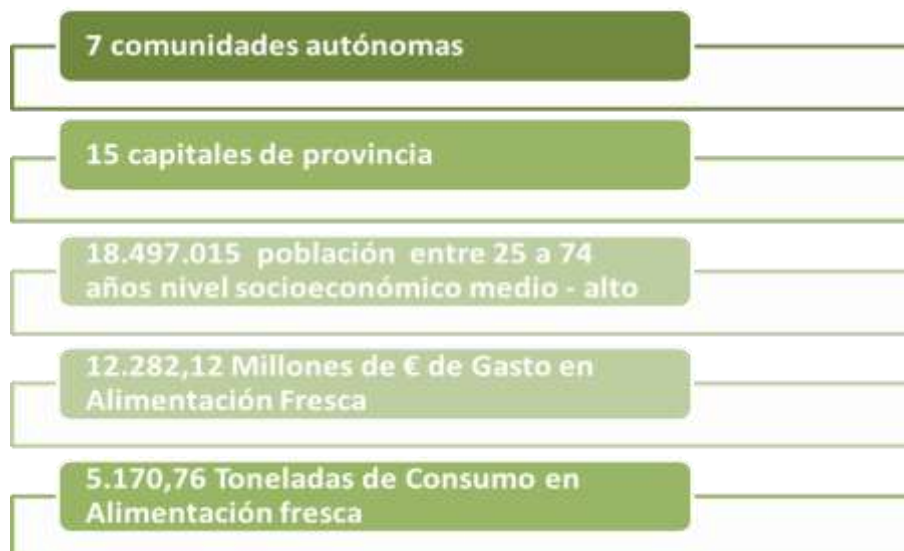 7 comunidades autónomas
15 capitales de provincia
18.497.015 población entre 25 a 74
años nivel socioeconómico medio - alto
12.282,12 Millones de € de Gasto en
Alimentación Fresca
5.170,76 Toneladas de Consumo en
Alimentación fresca